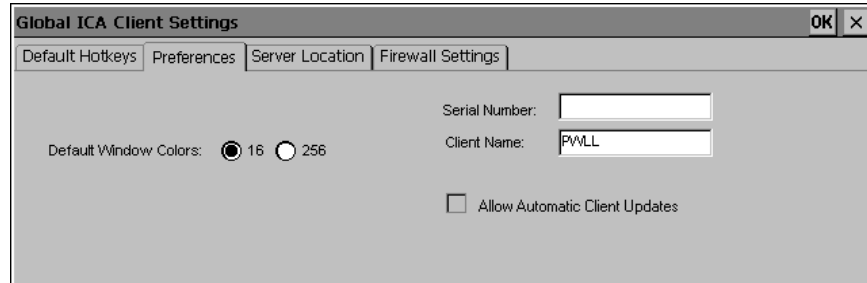 Global ICA Client Settings OK ×
Default Hotkeys Preferences Server Location Firewall Settings
Serial Number:
Default Window Colors: 16 256
Client Name: PWLL
Allow Automatic Client Updates